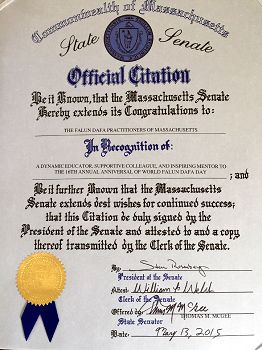 Commonwealth of Massachusetts
State Senate
Official Citation
Be it Known, that the Massachusetts Senate
hereby extends its Congratulations to:
THE FALUN DAFA PRACTITIONERS OF MASSACHUSETTS
In Recognition of:
A DYNAMIC EDUCATOR, SUPPORTIVE COLLEAGUE, AND INSPIRING MENTOR TO
THE 16TH ANNUAL ANNIVERSAL OF WORLD FALUN DAFA DAY
; and
Be it further Known that the Massachusetts
Senate extends best wishes for continued success;
that this Citation be duly signed by the
President of the Senate and attested to and a copy
thereof transmitted by the Clerk of the Senate.
By: Stan Rosenberg
President of the Senate
Attest: William F. Welch
Clerk of the Senate
Offered by: Thomas M. McGee
THOMAS M. MCGEE
State Senator
Date: May 13, 2015